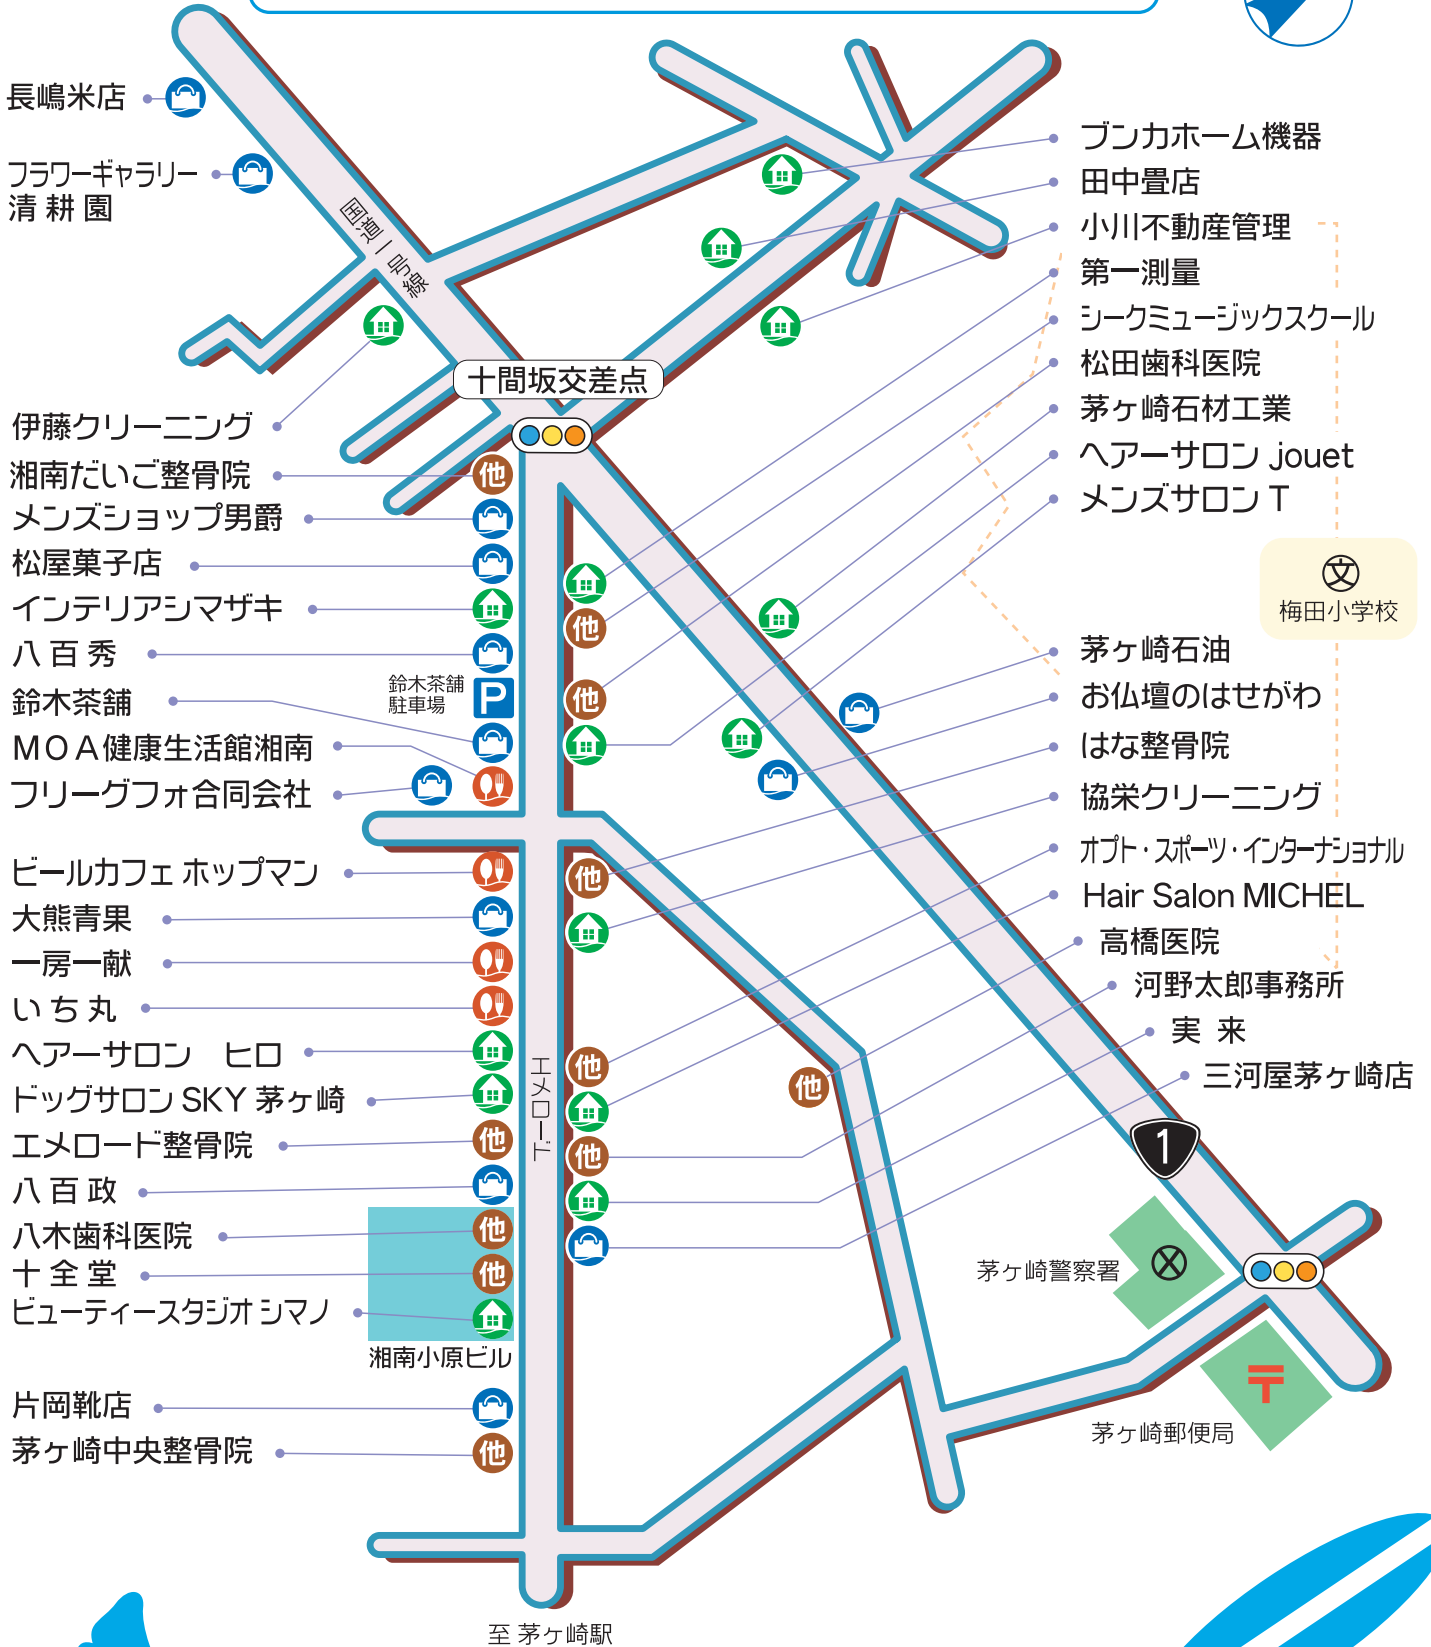 長嶋米店
フラワーギャラリー
清耕園
国道一号線
十間坂交差点
伊藤クリーニング
湘南だいご整骨院
メンズショップ男爵
松屋菓子店
インテリアシマザキ
八百秀
鈴木茶舗
駐車場
P
鈴木茶舗
MOA健康生活館湘南
フリーグフォ合同会社
ビールカフェ ホップマン
大熊青果
一房一献
いち丸
ヘアーサロン ヒロ
ドッグサロン SKY 茅ヶ崎
エメロード整骨院
八百政
八木歯科医院
十全堂
ビューティースタジオ シマノ
湘南小原ビル
片岡靴店
茅ヶ崎中央整骨院
エメロード
至 茅ヶ崎駅
ブンカホーム機器
田中畳店
小川不動産管理
第一測量
シークミュージックスクール
松田歯科医院
茅ヶ崎石材工業
ヘアーサロン jouet
メンズサロン T
文
梅田小学校
茅ヶ崎石油
お仏壇のはせがわ
はな整骨院
協栄クリーニング
オプト・スポーツ・インターナショナル
Hair Salon MICHEL
高橋医院
河野太郎事務所
実来
三河屋茅ヶ崎店
1
茅ヶ崎警察署
〒
茅ヶ崎郵便局
他
他
他
他
他
他
他
他
他
他
他